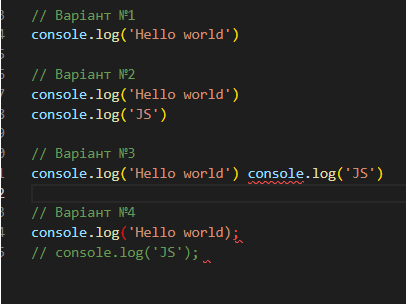 // Варіант №1
console.log('Hello world')
// Варіант №2
console.log('Hello world')
console.log('JS')
// Варіант №3
console.log('Hello world') console.log('JS')
// Варіант №4
console.log('Hello world);
// console.log('JS');